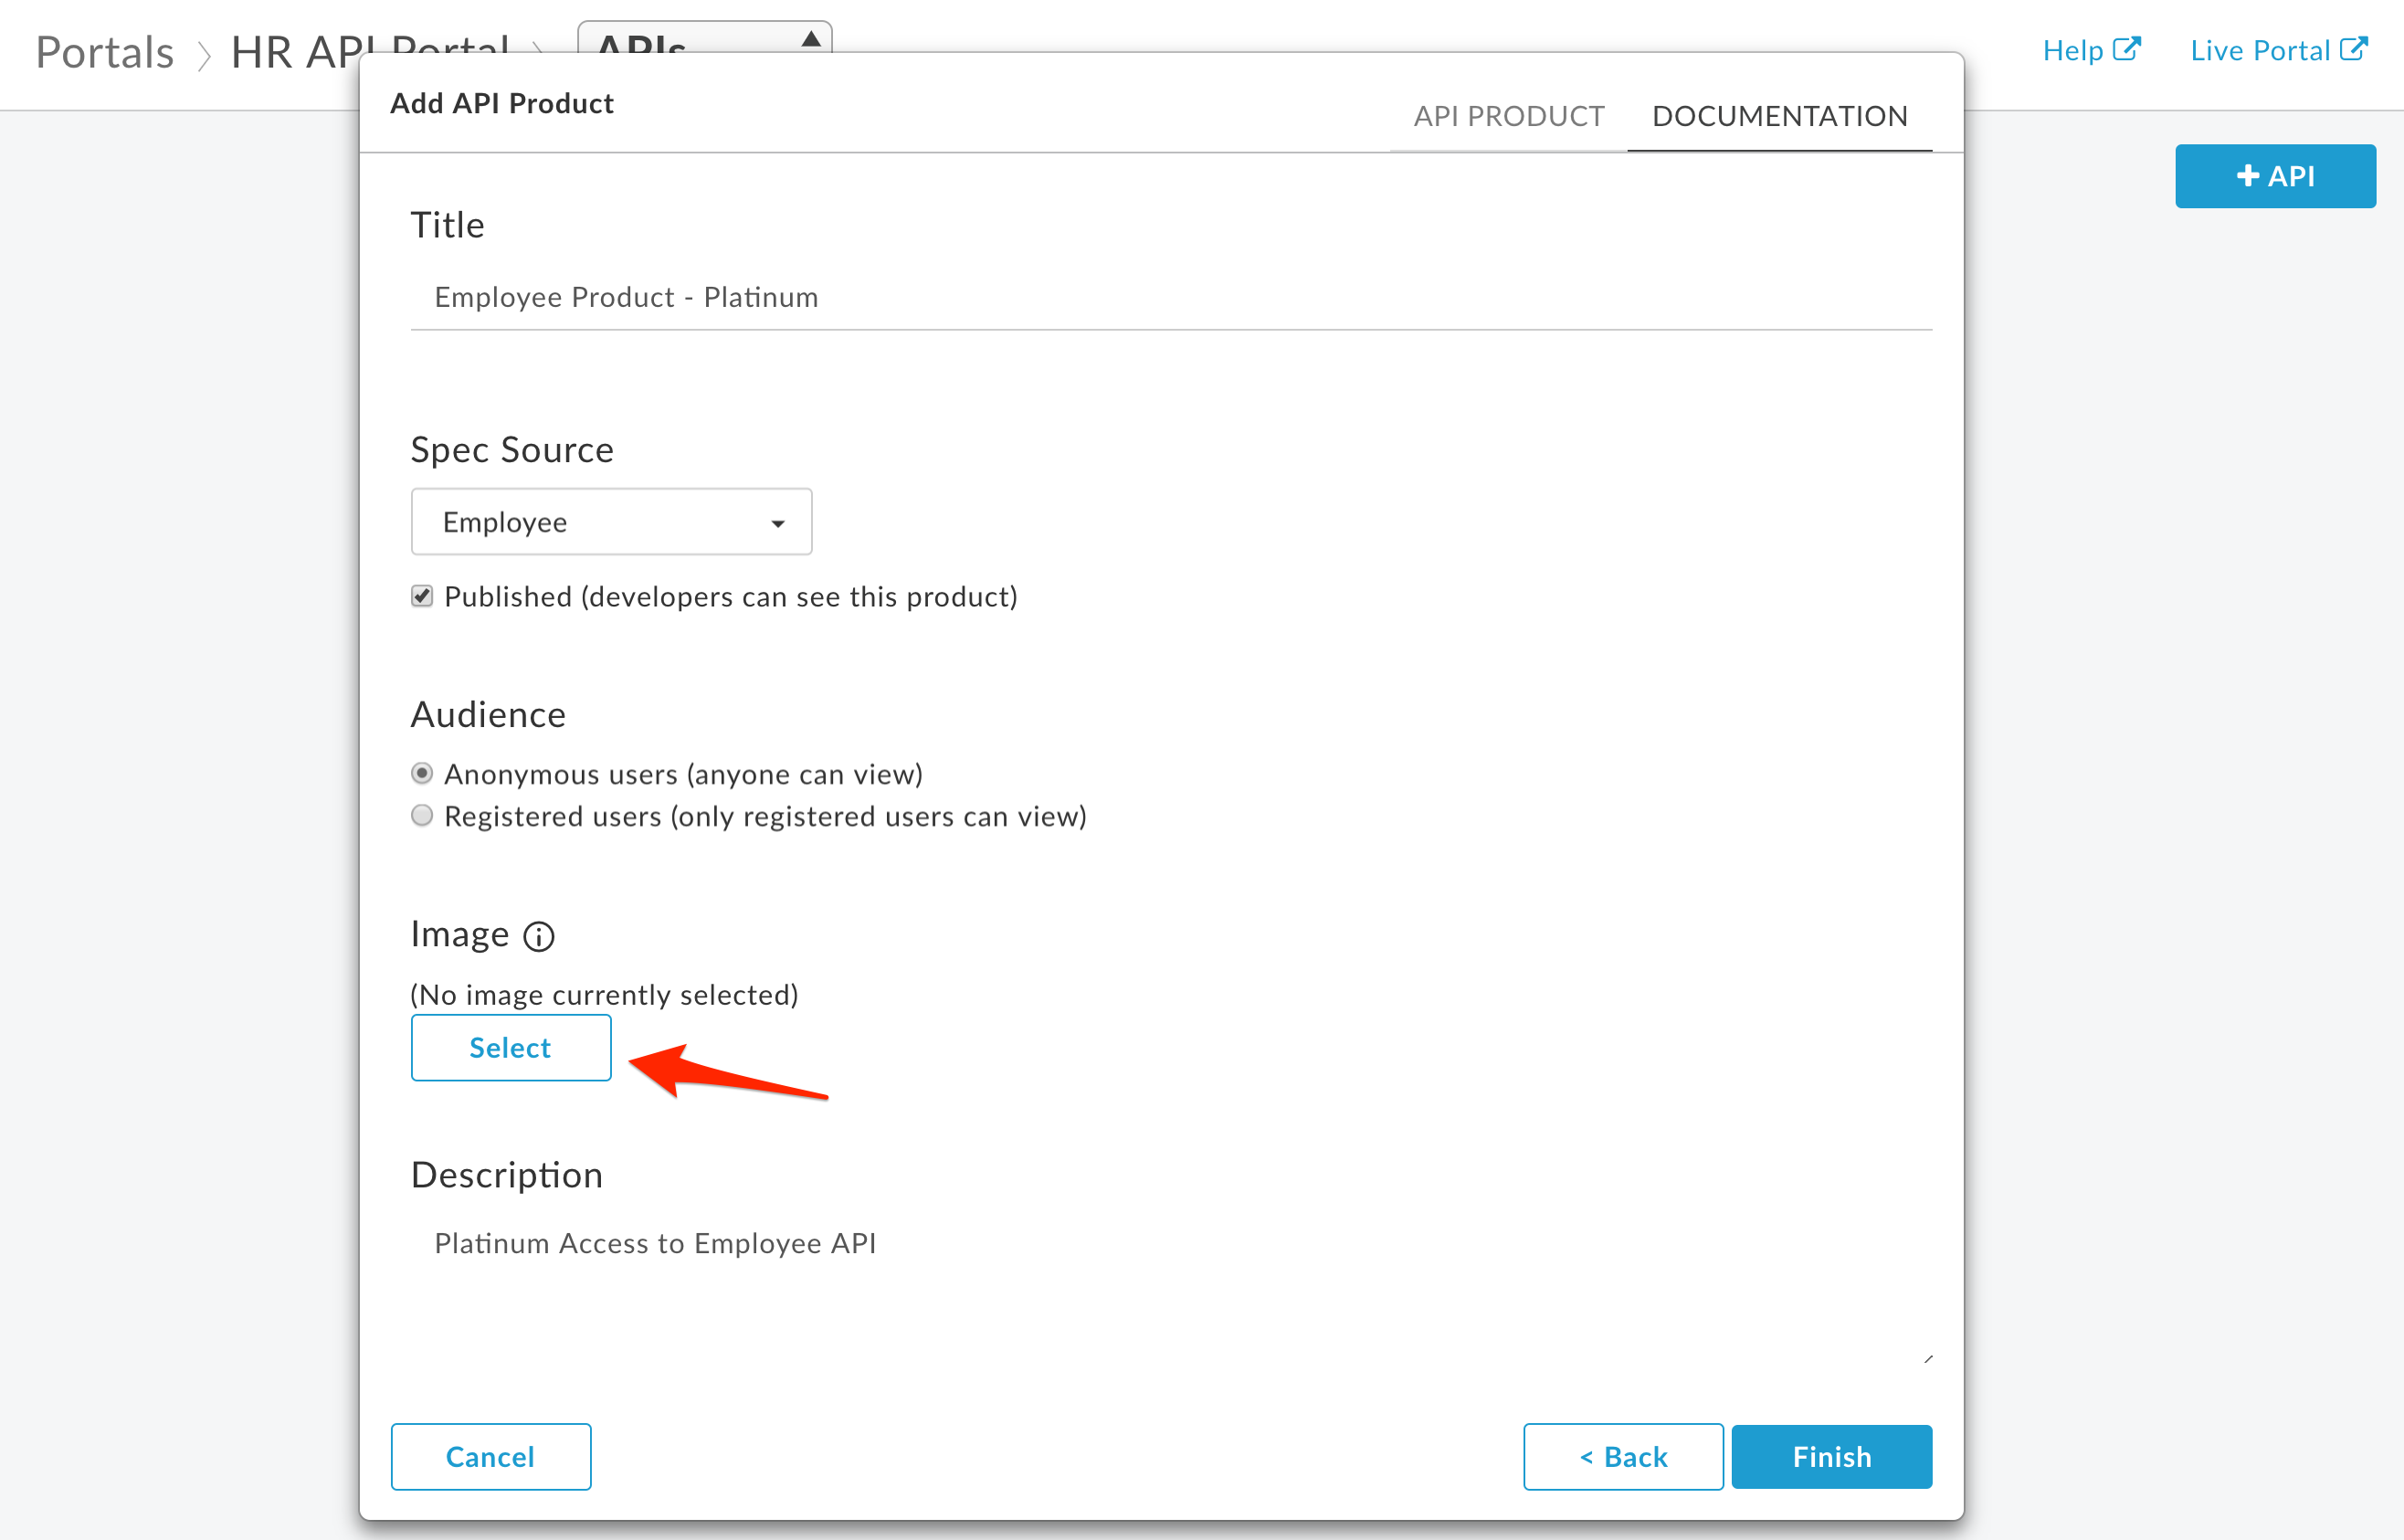 Portals > HR API Portal > APIs
Help
Live Portal
Add API Product
API PRODUCT
DOCUMENTATION
+ API
Title
Employee Product - Platinum
Spec Source
Employee
Published (developers can see this product)
Audience
Anonymous users (anyone can view)
Registered users (only registered users can view)
Image
(No image currently selected)
Select
Description
Platinum Access to Employee API
Cancel
< Back
Finish